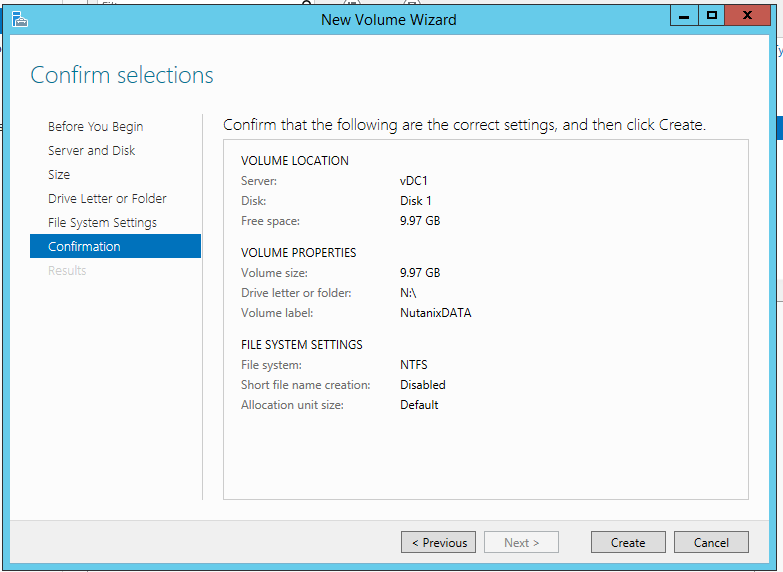 New Volume Wizard
Confirm selections
Before You Begin
Server and Disk
Size
Drive Letter or Folder
File System Settings
Confirmation
Results
Confirm that the following are the correct settings, and then click Create.
VOLUME LOCATION
Server: vDC1
Disk: Disk 1
Free space: 9.97 GB
VOLUME PROPERTIES
Volume size: 9.97 GB
Drive letter or folder: N:\
Volume label: NutanixDATA
FILE SYSTEM SETTINGS
File system: NTFS
Short file name creation: Disabled
Allocation unit size: Default
< Previous Next > Create Cancel